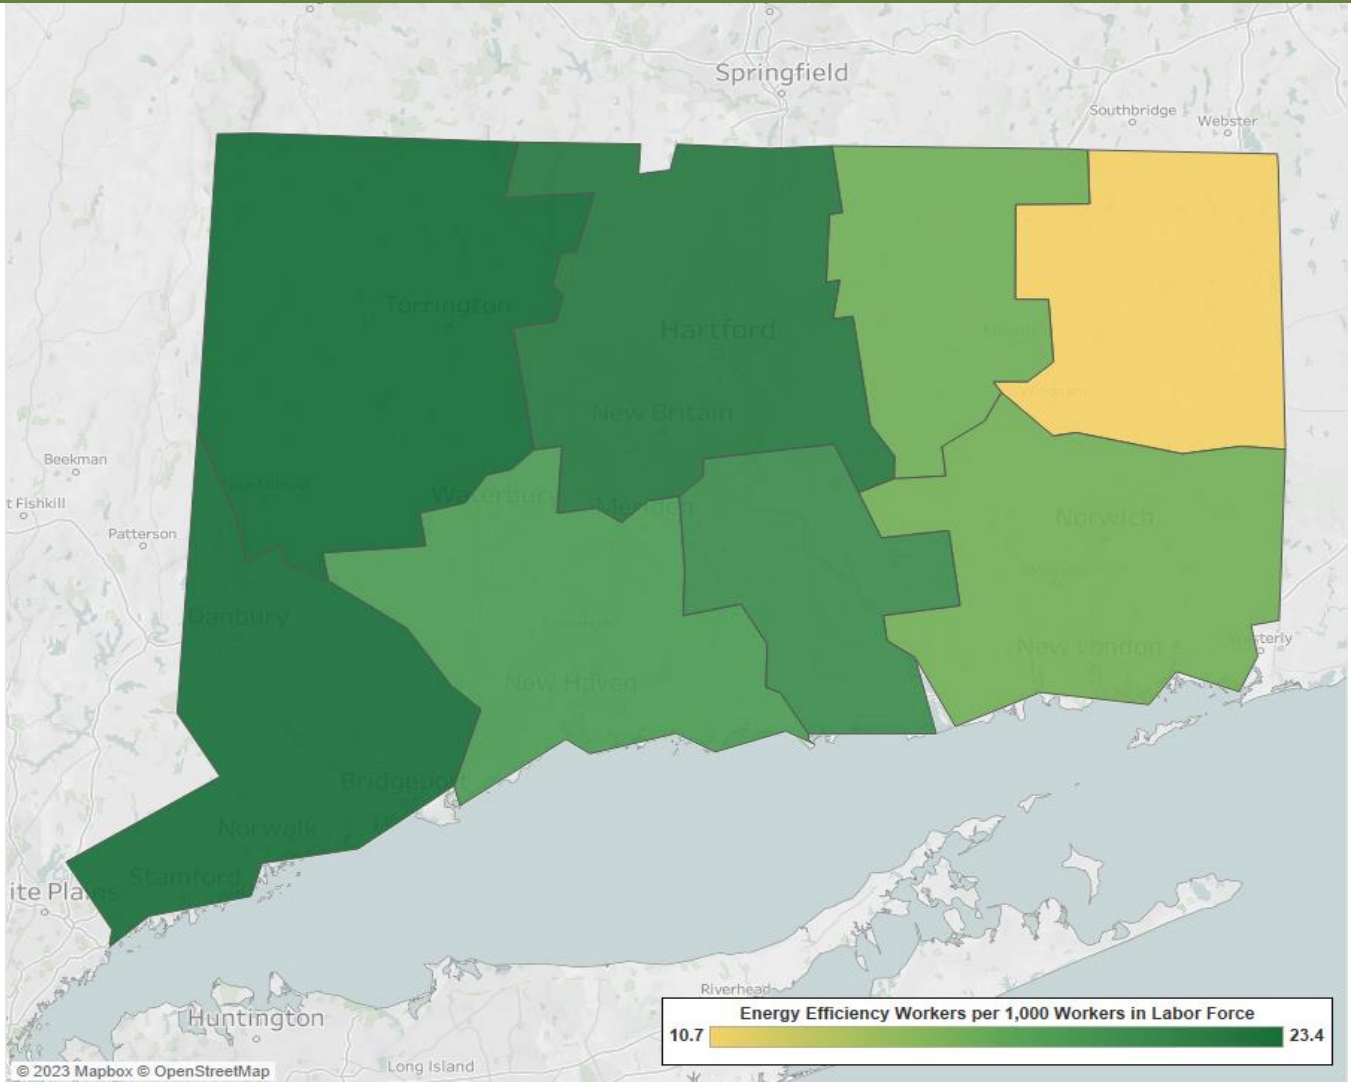 Springfield
Southbridge
Webster
Torrington
Hartford
New Britain
Beekman
Waterbury
Meriden
t Fishkill
Patterson
Norwich
Danbury
New London
sterly
New Haven
Bridgeport
Norwalk
Stamford
ite Plains
Riverhead
Huntington
Long Island
Energy Efficiency Workers per 1,000 Workers in Labor Force
10.7 23.4
© 2023 Mapbox © OpenStreetMap